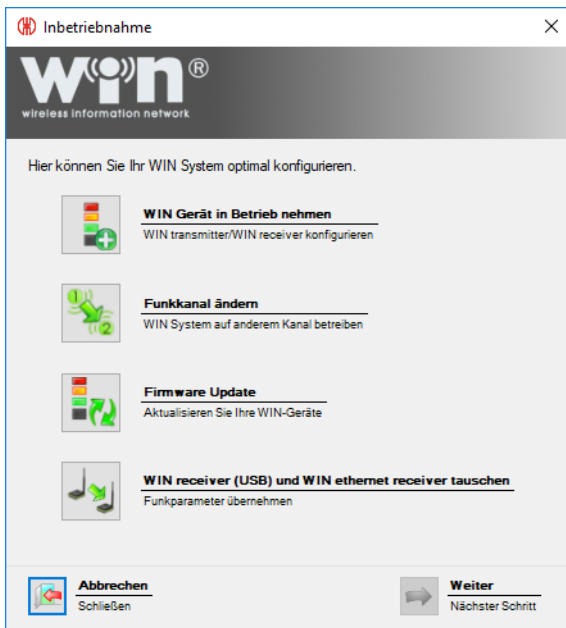 Inbetriebnahme
WIN®
wireless information network
Hier können Sie Ihr WIN System optimal konfigurieren.
WIN Gerät in Betrieb nehmen
WIN transmitter/WIN receiver konfigurieren
1
2
Funkkanal ändern
WIN System auf anderem Kanal betreiben
Firmware Update
Aktualisieren Sie Ihre WIN-Geräte
WIN receiver (USB) und WIN ethernet receiver tauschen
Funkparameter übernehmen
Abbrechen
Schließen
Weiter
Nächster Schritt